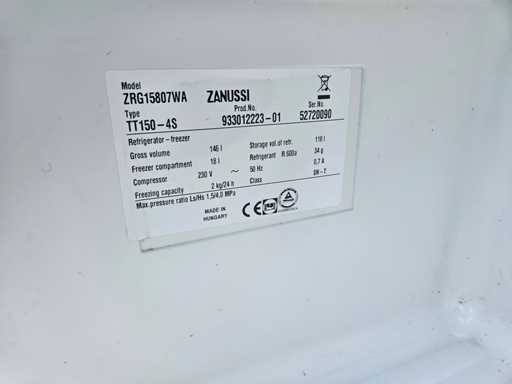 Model
ZRG15807WA ZANUSSI
Type Prod.No. Ser.No.
TT150-4S 933012223-01 52720090
Refrigerator-freezer
Gross volume 146 l Storage vol.of refr. 118 l
Freezer compartment 18 l Refrigerant R 600a 34 g
Compressor 230 V ~ 50 Hz 0,7 A
Freezing capacity 2 kg/24 h Class SN-T
Max.pressure ratio Ls/Hs 1,5/4,0 MPa
MADE IN
HUNGARY
CE